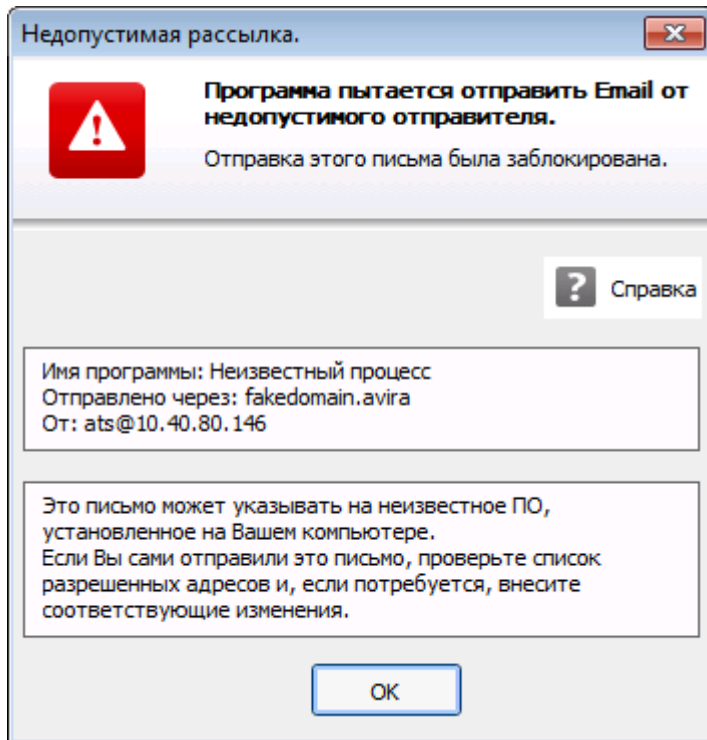 Недопустимая рассылка.
Программа пытается отправить Email от
недопустимого отправителя.
Отправка этого письма была заблокирована.
? Справка
Имя программы: Неизвестный процесс
Отправлено через: fakedomain.avira
От: ats@10.40.80.146
Это письмо может указывать на неизвестное ПО,
установленное на Вашем компьютере.
Если Вы сами отправили это письмо, проверьте список
разрешенных адресов и, если потребуется, внесите
соответствующие изменения.
OK